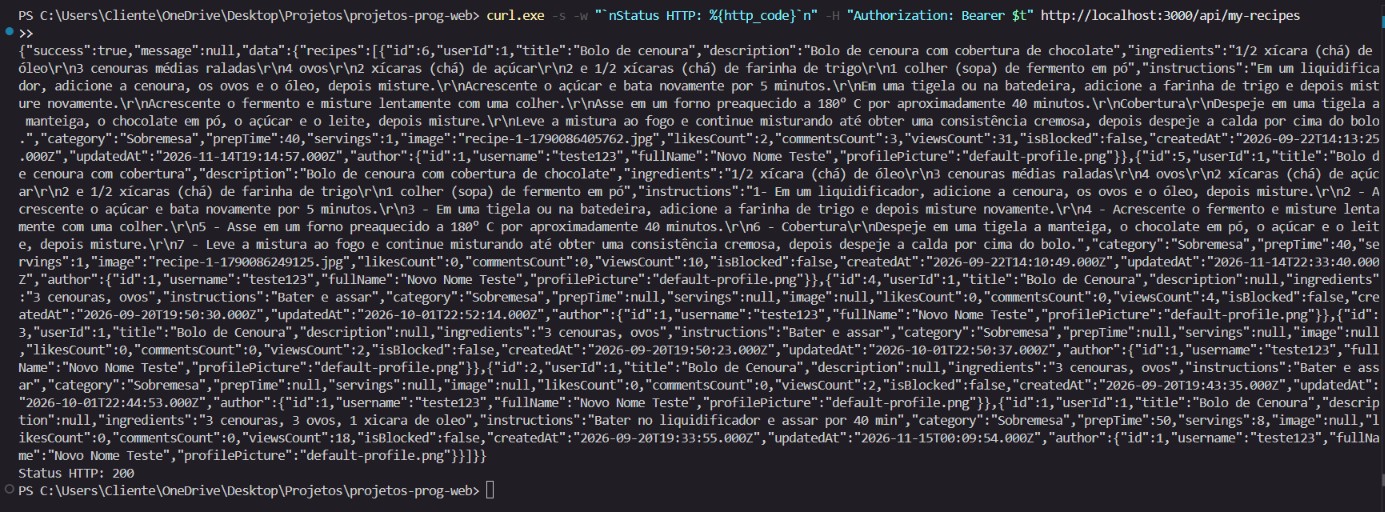 PS C:\Users\Cliente\OneDrive\Desktop\Projetos\projetos-prog-web> curl.exe -s -w "`nStatus HTTP: %{http_code}`n" -H "Authorization: Bearer $t" http://localhost:3000/api/my-recipes
>>
{"success":true,"message":null,"data":{"recipes":[{"id":6,"userId":1,"title":"Bolo de cenoura","description":"Bolo de cenoura com cobertura de chocolate","ingredients":"1/2 xícara (chá) de
óleo\r\n3 cenouras médias raladas\r\n4 ovos\r\n2 xícaras (chá) de açúcar\r\n2 e 1/2 xícaras (chá) de farinha de trigo\r\n1 colher (sopa) de fermento em pó","instructions":"Em um liquidifica
dor, adicione a cenoura, os ovos e o óleo, depois misture.\r\nAcrescente o açúcar e bata novamente por 5 minutos.\r\nEm uma tigela ou na batedeira, adicione a farinha de trigo e depois mist
ure novamente.\r\nAcrescente o fermento e misture lentamente com uma colher.\r\nAsse em um forno preaquecido a 180º C por aproximadamente 40 minutos.\r\nCobertura\r\nDespeje em uma tigela a
manteiga, o chocolate em pó, o açúcar e o leite, depois misture.\r\nLeve a mistura ao fogo e continue misturando até obter uma consistência cremosa, depois despeje a calda por cima do bolo
.","category":"Sobremesa","prepTime":40,"servings":1,"image":"recipe-1-1790086405762.jpg","likesCount":2,"commentsCount":3,"viewsCount":31,"isBlocked":false,"createdAt":"2026-09-22T14:13:25
.000Z","updatedAt":"2026-11-14T19:14:57.000Z","author":{"id":1,"username":"teste123","fullName":"Novo Nome Teste","profilePicture":"default-profile.png"}},{"id":5,"userId":1,"title":"Bolo d
e cenoura com cobertura","description":"Bolo de cenoura com cobertura de chocolate","ingredients":"1/2 xícara (chá) de óleo\r\n3 cenouras médias raladas\r\n4 ovos\r\n2 xícaras (chá) de açúc
ar\r\n2 e 1/2 xícaras (chá) de farinha de trigo\r\n1 colher (sopa) de fermento em pó","instructions":"1- Em um liquidificador, adicione a cenoura, os ovos e o óleo, depois misture.\r\n2 - A
crescente o açúcar e bata novamente por 5 minutos.\r\n3 - Em uma tigela ou na batedeira, adicione a farinha de trigo e depois misture novamente.\r\n4 - Acrescente o fermento e misture lenta
mente com uma colher.\r\n5 - Asse em um forno preaquecido a 180º C por aproximadamente 40 minutos.\r\n6 - Cobertura\r\nDespeje em uma tigela a manteiga, o chocolate em pó, o açúcar e o leit
e, depois misture.\r\n7 - Leve a mistura ao fogo e continue misturando até obter uma consistência cremosa, depois despeje a calda por cima do bolo.","category":"Sobremesa","prepTime":40,"se
rvings":1,"image":"recipe-1-1790086249125.jpg","likesCount":0,"commentsCount":0,"viewsCount":10,"isBlocked":false,"createdAt":"2026-09-22T14:10:49.000Z","updatedAt":"2026-11-14T22:33:40.000
Z","author":{"id":1,"username":"teste123","fullName":"Novo Nome Teste","profilePicture":"default-profile.png"}},{"id":4,"userId":1,"title":"Bolo de Cenoura","description":null,"ingredients"
:"3 cenouras, ovos","instructions":"Bater e assar","category":"Sobremesa","prepTime":null,"servings":null,"image":null,"likesCount":0,"commentsCount":0,"viewsCount":4,"isBlocked":false,"cre
atedAt":"2026-09-20T19:50:30.000Z","updatedAt":"2026-10-01T22:52:14.000Z","author":{"id":1,"username":"teste123","fullName":"Novo Nome Teste","profilePicture":"default-profile.png"}},{"id":
3,"userId":1,"title":"Bolo de Cenoura","description":null,"ingredients":"3 cenouras, ovos","instructions":"Bater e assar","category":"Sobremesa","prepTime":null,"servings":null,"image":null
,"likesCount":0,"commentsCount":0,"viewsCount":2,"isBlocked":false,"createdAt":"2026-09-20T19:50:23.000Z","updatedAt":"2026-10-01T22:50:37.000Z","author":{"id":1,"username":"teste123","full
Name":"Novo Nome Teste","profilePicture":"default-profile.png"}},{"id":2,"userId":1,"title":"Bolo de Cenoura","description":null,"ingredients":"3 cenouras, ovos","instructions":"Bater e ass
ar","category":"Sobremesa","prepTime":null,"servings":null,"image":null,"likesCount":0,"commentsCount":0,"viewsCount":2,"isBlocked":false,"createdAt":"2026-09-20T19:43:35.000Z","updatedAt":
"2026-10-01T22:44:53.000Z","author":{"id":1,"username":"teste123","fullName":"Novo Nome Teste","profilePicture":"default-profile.png"}},{"id":1,"userId":1,"title":"Bolo de Cenoura","descrip
tion":null,"ingredients":"3 cenouras, 3 ovos, 1 xicara de oleo","instructions":"Bater no liquidificador e assar por 40 min","category":"Sobremesa","prepTime":50,"servings":8,"image":null,"l
ikesCount":0,"commentsCount":0,"viewsCount":18,"isBlocked":false,"createdAt":"2026-09-20T19:33:55.000Z","updatedAt":"2026-11-15T00:09:54.000Z","author":{"id":1,"username":"teste123","fullNa
me":"Novo Nome Teste","profilePicture":"default-profile.png"}}]}}
Status HTTP: 200
PS C:\Users\Cliente\OneDrive\Desktop\Projetos\projetos-prog-web>